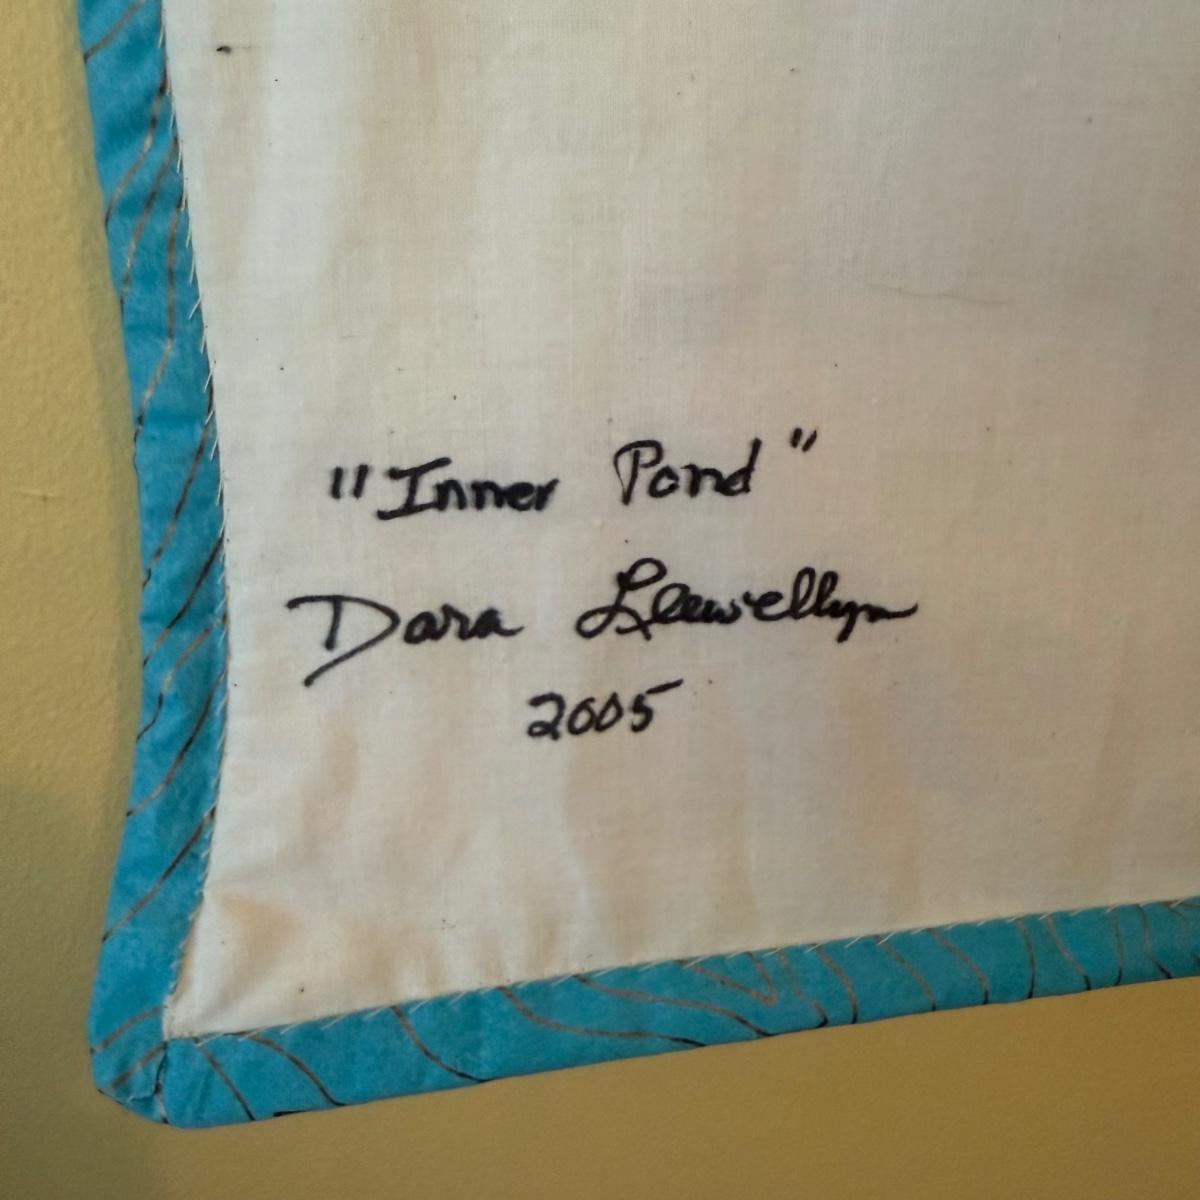 "Inner Pond"
Dara Llewellyn
2005